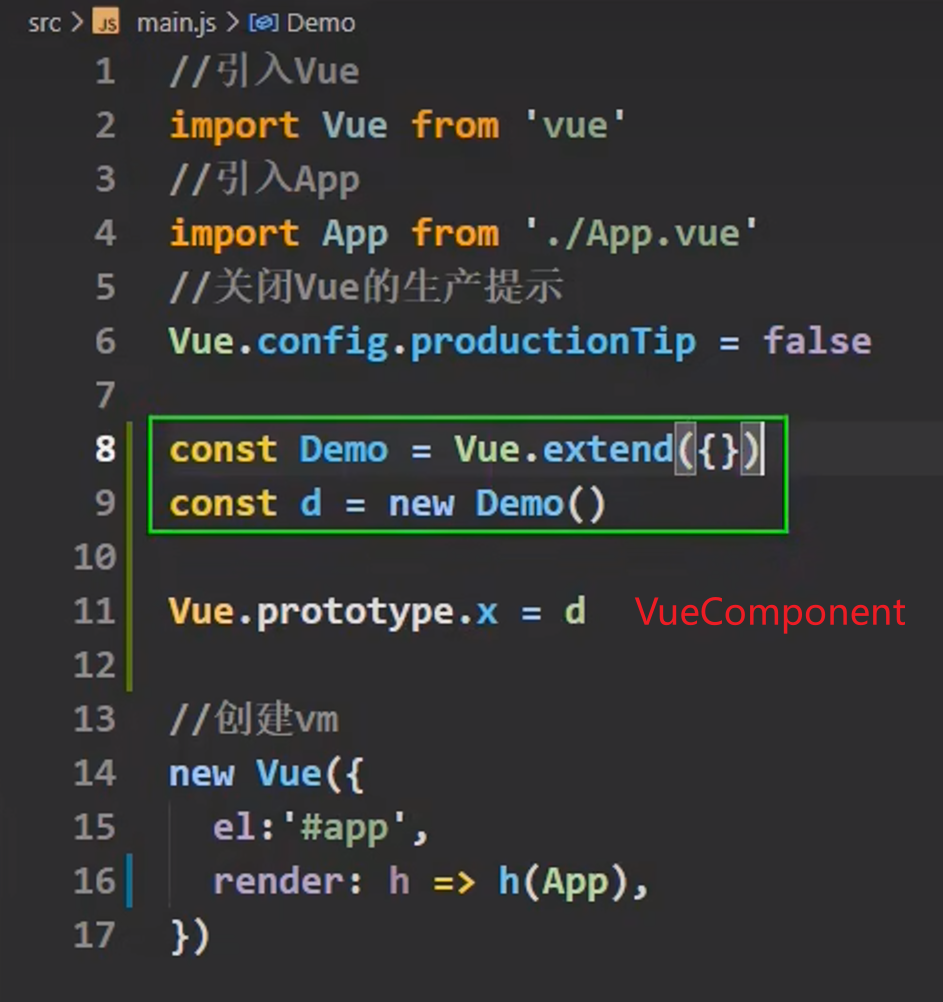 src > JS main.js > Demo
1 //引入Vue
2 import Vue from 'vue'
3 //引入App
4 import App from './App.vue'
5 //关闭Vue的生产提示
6 Vue.config.productionTip = false
7
8 const Demo = Vue.extend({})
9 const d = new Demo()
10
11 Vue.prototype.x = d VueComponent
12
13 //创建vm
14 new Vue({
15 el:'#app',
16 render: h => h(App),
17 })